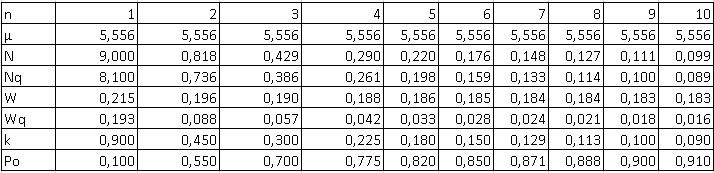 n 1 2 3 4 5 6 7 8 9 10
µ 5,556 5,556 5,556 5,556 5,556 5,556 5,556 5,556 5,556 5,556
N 9,000 0,818 0,429 0,290 0,220 0,176 0,148 0,127 0,111 0,099
Nq 8,100 0,736 0,386 0,261 0,198 0,159 0,133 0,114 0,100 0,089
W 0,215 0,196 0,190 0,188 0,186 0,185 0,184 0,184 0,183 0,183
Wq 0,193 0,088 0,057 0,042 0,033 0,028 0,024 0,021 0,018 0,016
k 0,900 0,450 0,300 0,225 0,180 0,150 0,129 0,113 0,100 0,090
Po 0,100 0,550 0,700 0,775 0,820 0,850 0,871 0,888 0,900 0,910